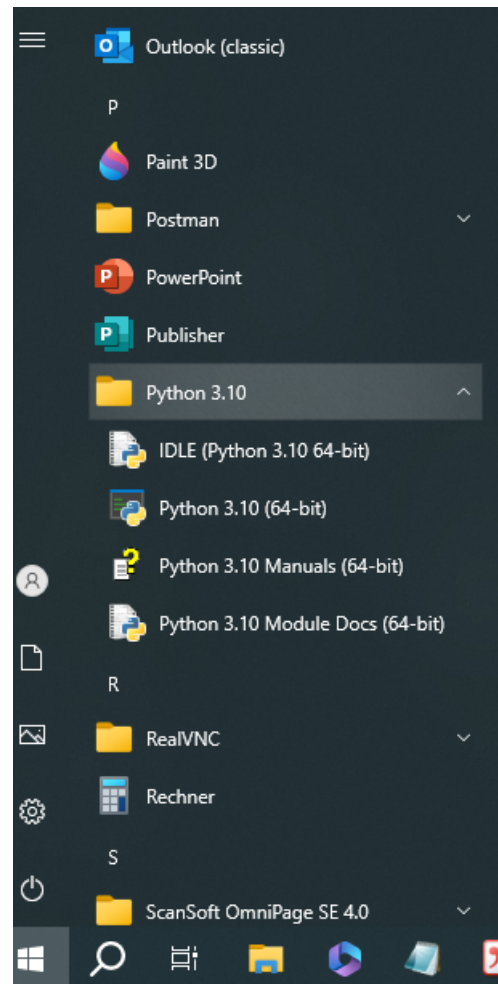 Outlook (classic)
P
Paint 3D
Postman
PowerPoint
Publisher
Python 3.10
IDLE (Python 3.10 64-bit)
Python 3.10 (64-bit)
Python 3.10 Manuals (64-bit)
Python 3.10 Module Docs (64-bit)
R
RealVNC
Rechner
S
ScanSoft OmniPage SE 4.0